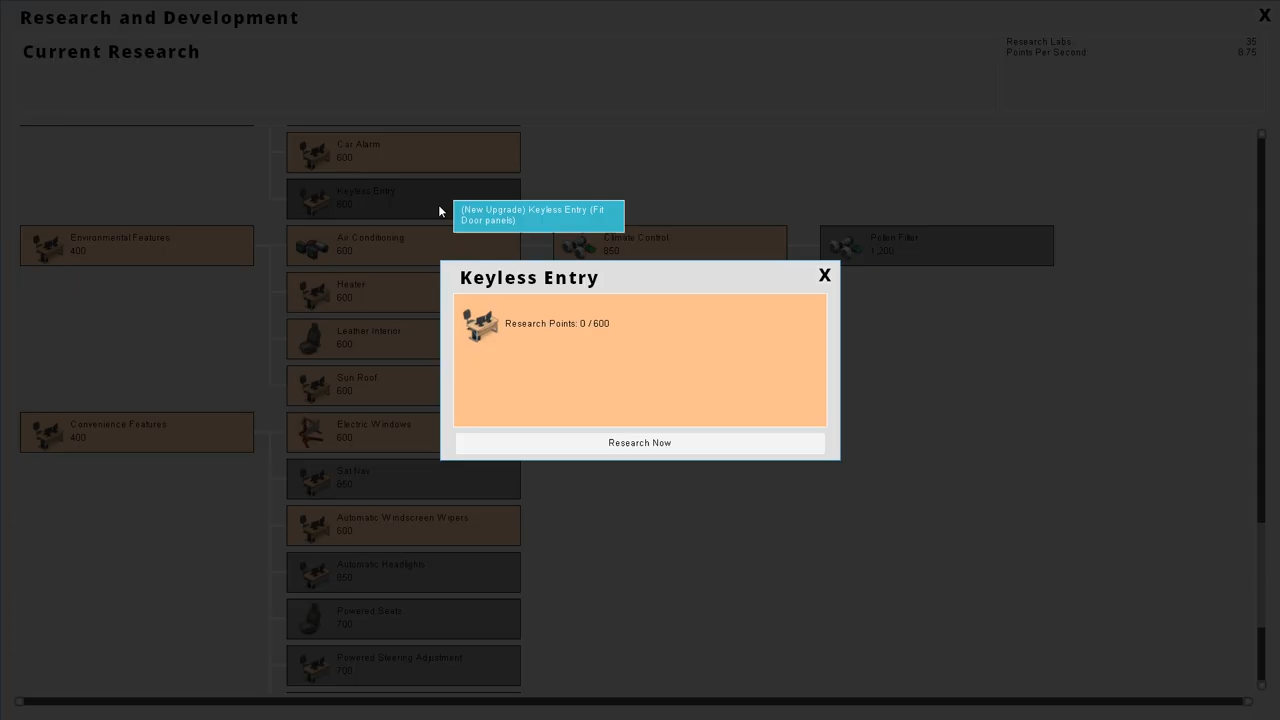 Research and Development
X
Current Research
Research Labs: 35
Points Per Second: 8.75
Car Alarm
600
Keyless Entry
600
(New Upgrade) Keyless Entry (Fit
Door panels)
Environmental Features
400
Air Conditioning
600
Climate Control
850
Pollen Filter
1,200
Keyless Entry
X
Heater
600
Research Points: 0 / 600
Leather Interior
600
Sun Roof
600
Convenience Features
400
Electric Windows
600
Research Now
Sat Nav
850
Automatic Windscreen Wipers
600
Automatic Headlights
850
Powered Seats
700
Powered Steering Adjustment
700